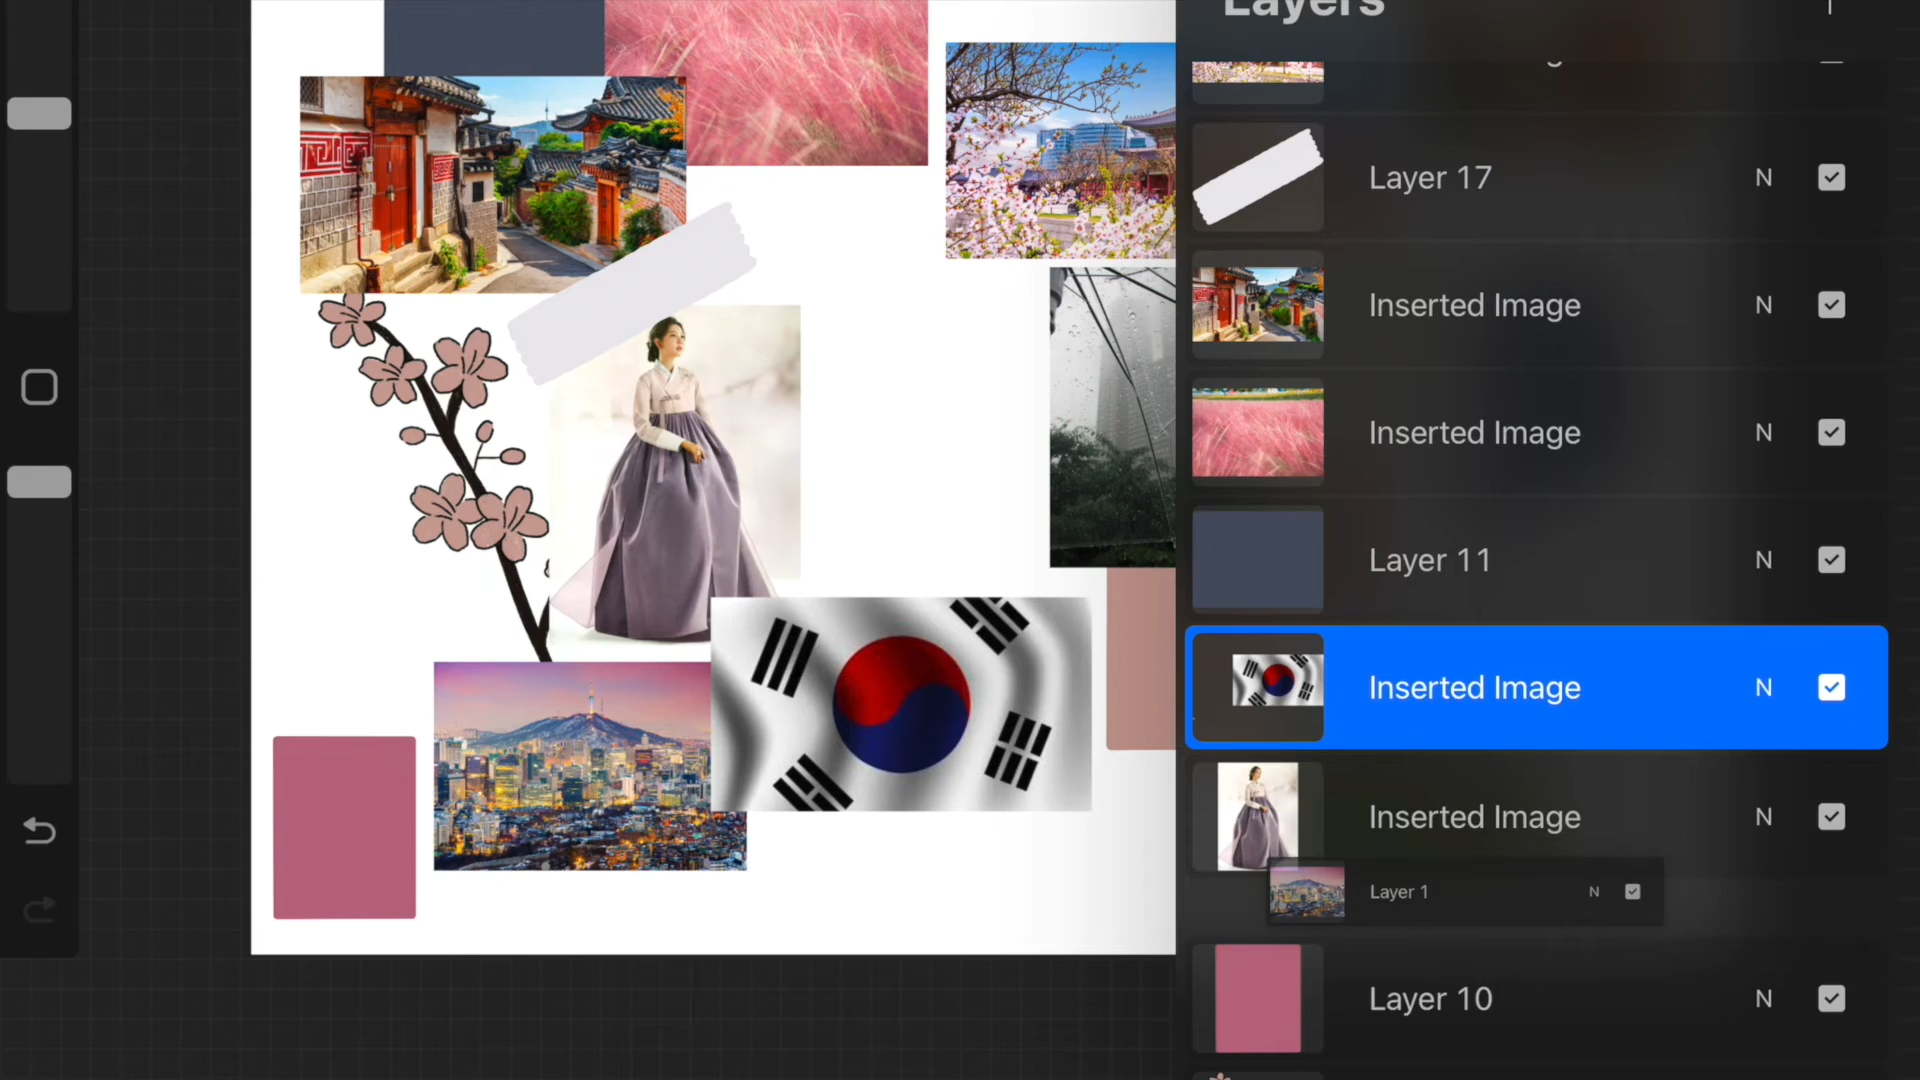 Layers
Layer 17 N
Inserted Image N
Inserted Image N
Layer 11 N
Inserted Image N
Inserted Image N
Layer 1 N
Layer 10 N